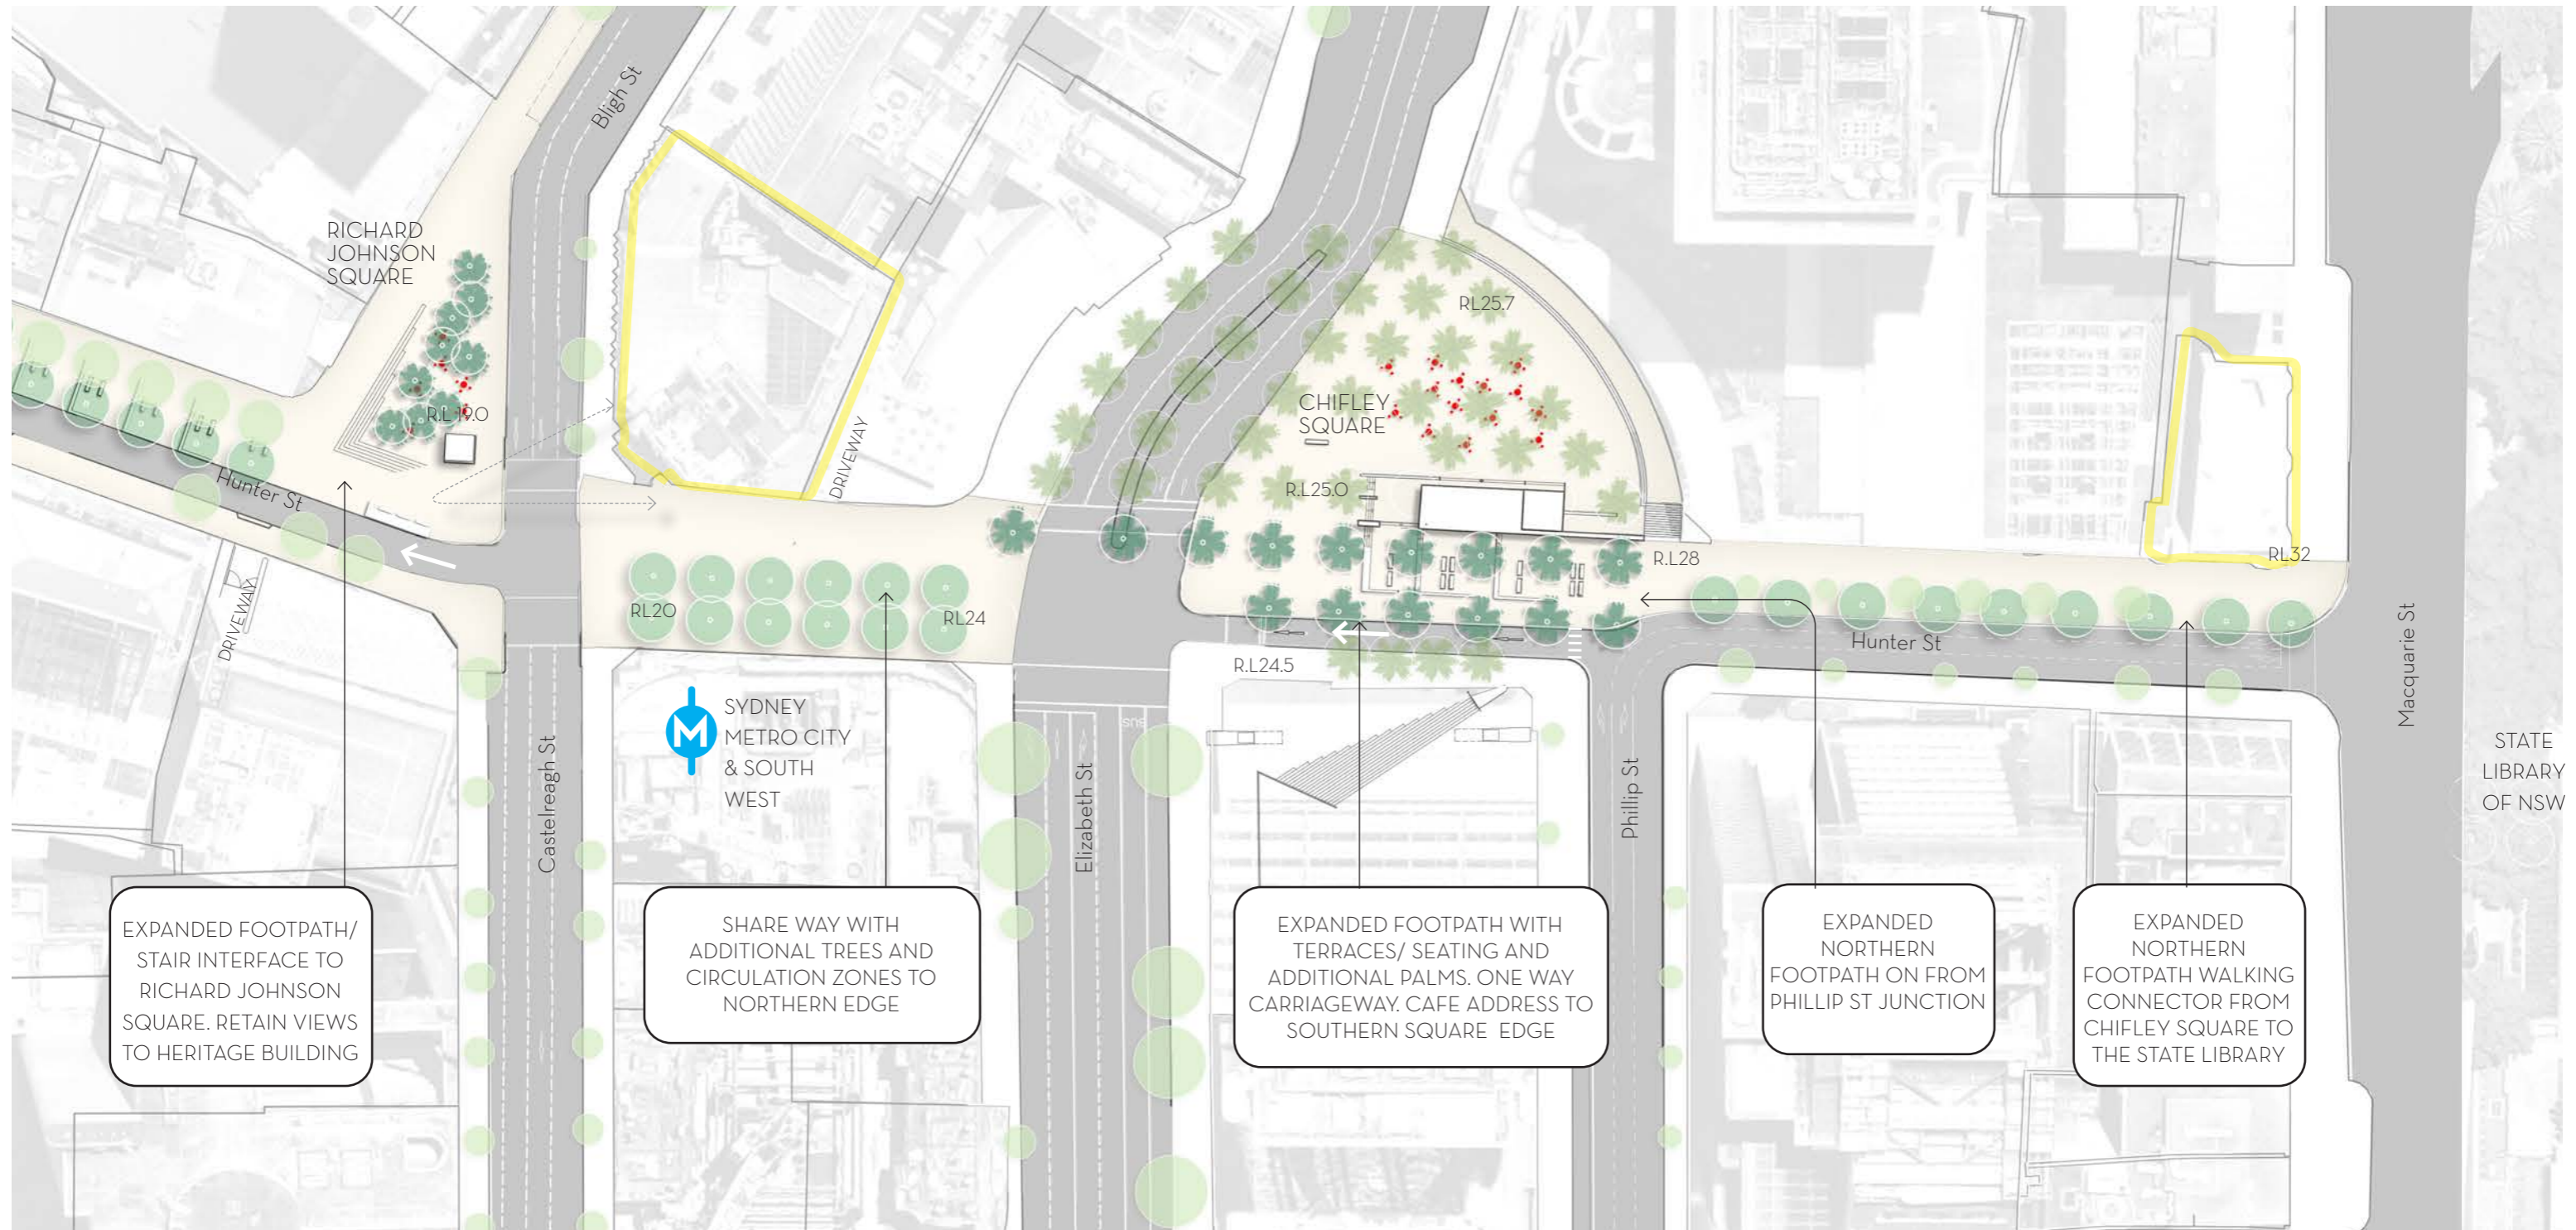 Bligh St
RICHARD
JOHNSON
SQUARE
R.L 19.0
Hunter St
DRIVEWAY
DRIVEWAY
RL25.7
CHIFLEY
SQUARE
R.L25.0
R.L28
RL32
RL20
RL24
R.L24.5
Hunter St
Macquarie St
SYDNEY
METRO CITY
& SOUTH
WEST
M
Castelreagh St
Elizabeth St
BUS
Phillip St
STATE
LIBRARY
OF NSW
EXPANDED FOOTPATH/
STAIR INTERFACE TO
RICHARD JOHNSON
SQUARE. RETAIN VIEWS
TO HERITAGE BUILDING
SHARE WAY WITH
ADDITIONAL TREES AND
CIRCULATION ZONES TO
NORTHERN EDGE
EXPANDED FOOTPATH WITH
TERRACES/ SEATING AND
ADDITIONAL PALMS. ONE WAY
CARRIAGEWAY. CAFE ADDRESS TO
SOUTHERN SQUARE EDGE
EXPANDED
NORTHERN
FOOTPATH ON FROM
PHILLIP ST JUNCTION
EXPANDED
NORTHERN
FOOTPATH WALKING
CONNECTOR FROM
CHIFLEY SQUARE TO
THE STATE LIBRARY